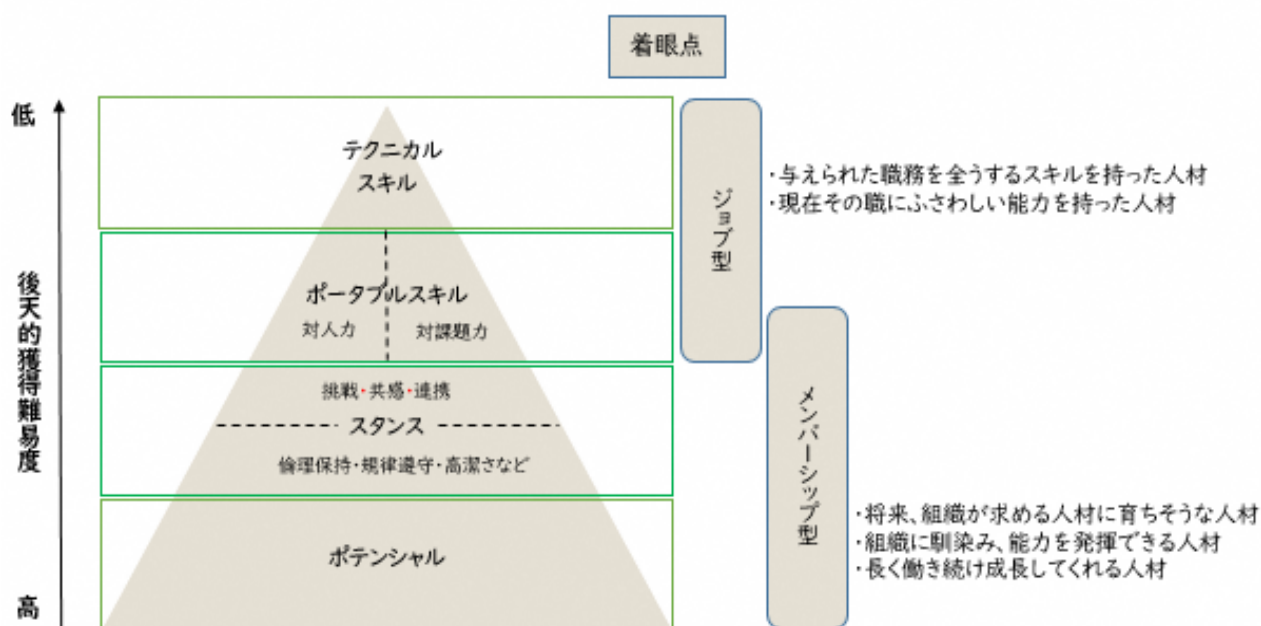 着眼点
低
テクニカル
スキル
ジョブ型
・与えられた職務を全うするスキルを持った人材
・現在その職にふさわしい能力を持った人材
後天的獲得難易度
ポータブルスキル
対人力
対課題力
挑戦・共感・連携
スタンス
倫理保持・規律遵守・高潔さなど
メンバーシップ型
ポテンシャル
・将来、組織が求める人材に育ちそうな人材
・組織に馴染み、能力を発揮できる人材
・長く働き続け成長してくれる人材
高